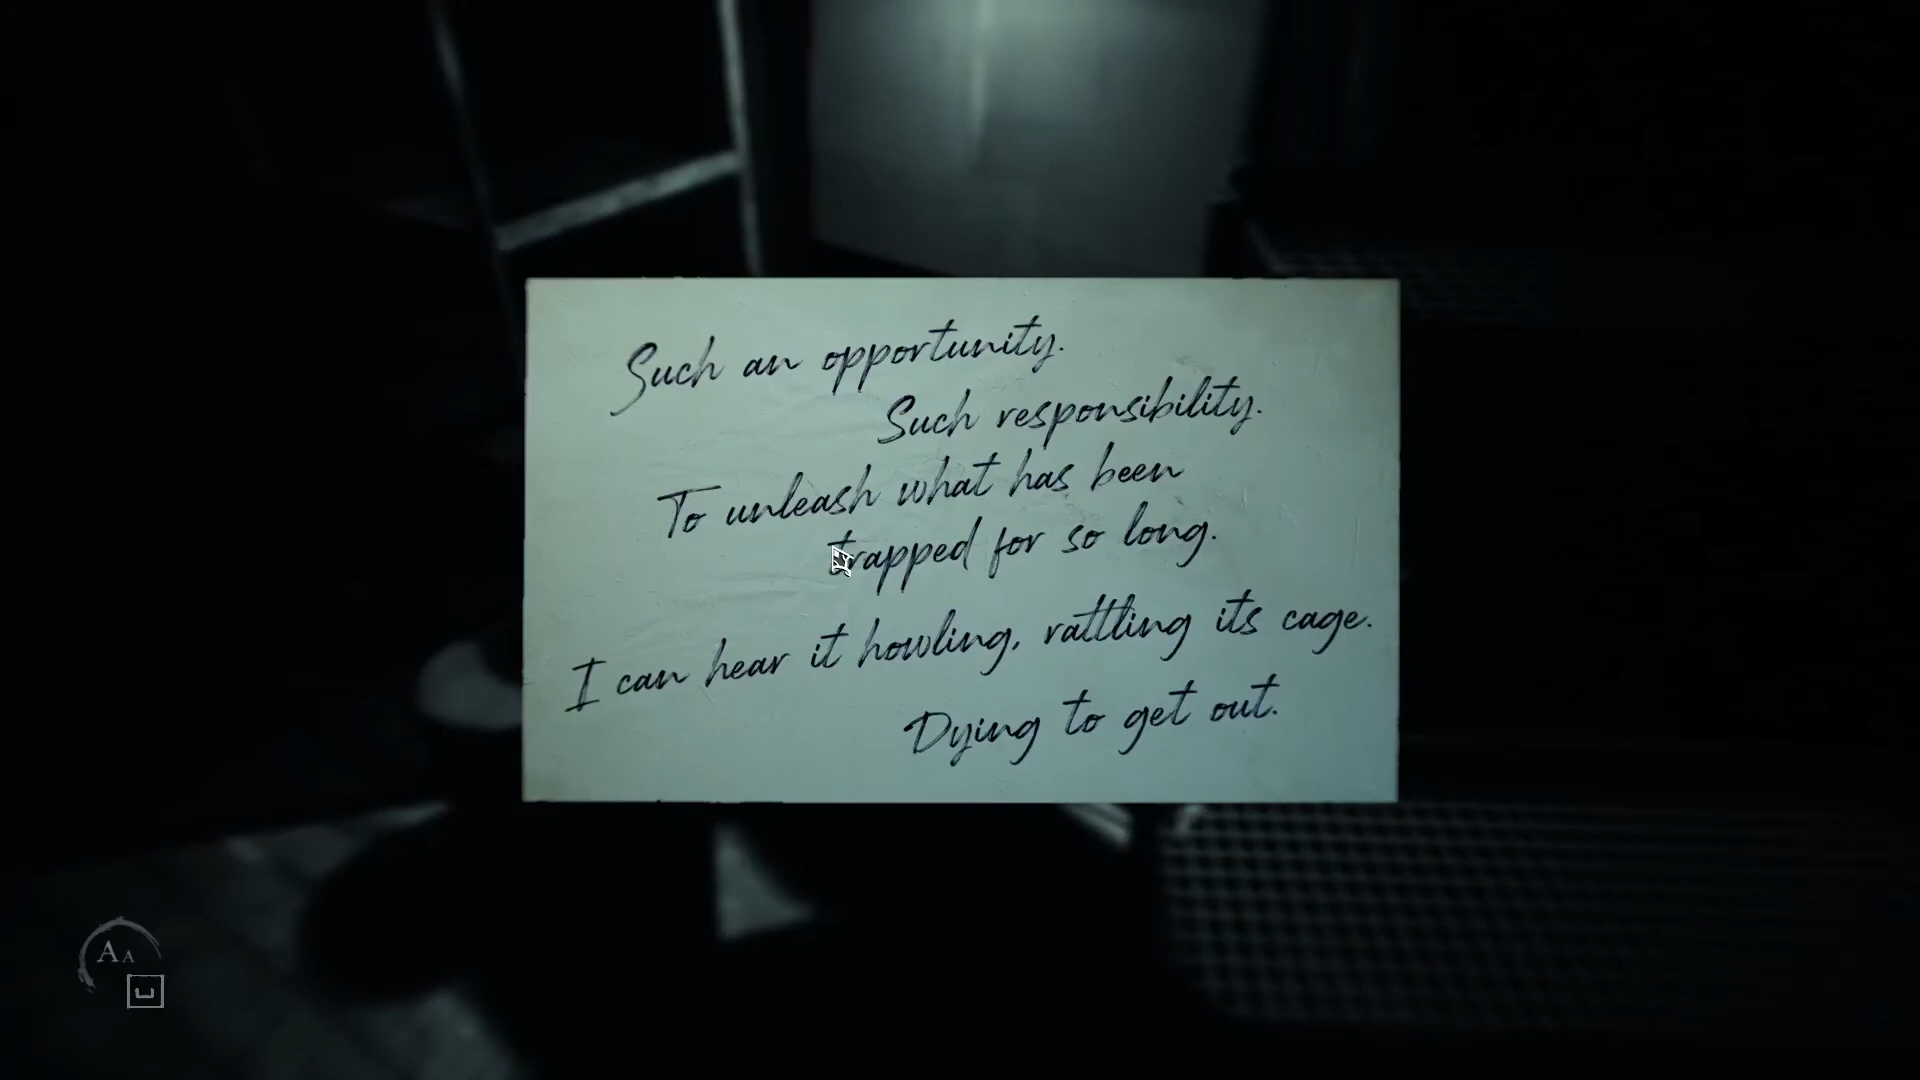 Such an opportunity.
Such responsibility.
To unleash what has been
trapped for so long.
I can hear it howling, rattling its cage.
Dying to get out.
AA